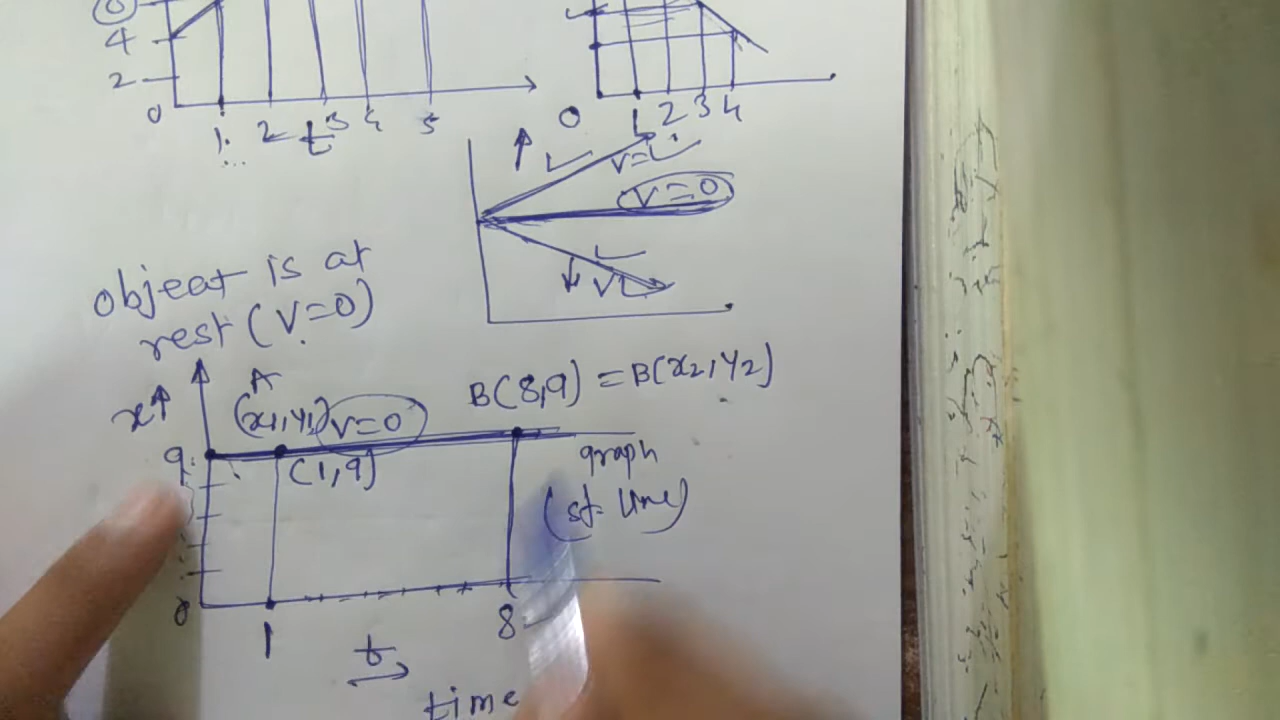 4
2
0
1 2 t 3 4 5
0 1 2 3 4
V=
V=0
V
object is at
rest (V=0)
x
A
(x1,y1) V=0
B(8,9) = B(x2,y2)
9
(1,9)
graph
(st. line)
0
1
8
t
time